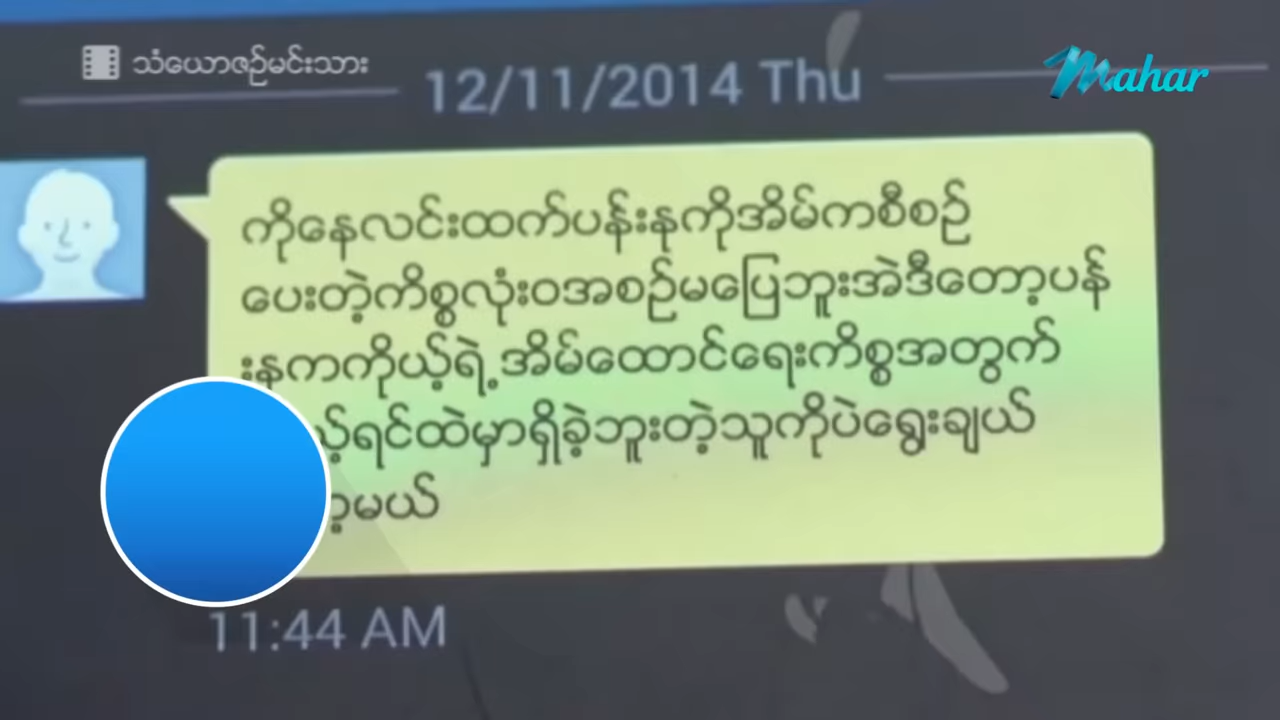 သံယောဇဉ်မင်းသား
Mahar
12/11/2014 Thu
ကိုနေလင်းထက်ပန်းနုကိုအိမ်ကစီစဉ်
ပေးတဲ့ကိစ္စလုံးဝအစဉ်မပြေဘူးအဲဒီတော့ပန်
းနုကကိုယ့်ရဲ့အိမ်ထောင်ရေးကိစ္စအတွက်
ရင်ထဲမှာရှိခဲ့ဘူးတဲ့သူကိုပဲရွေးချယ်
မယ်
11:44 AM